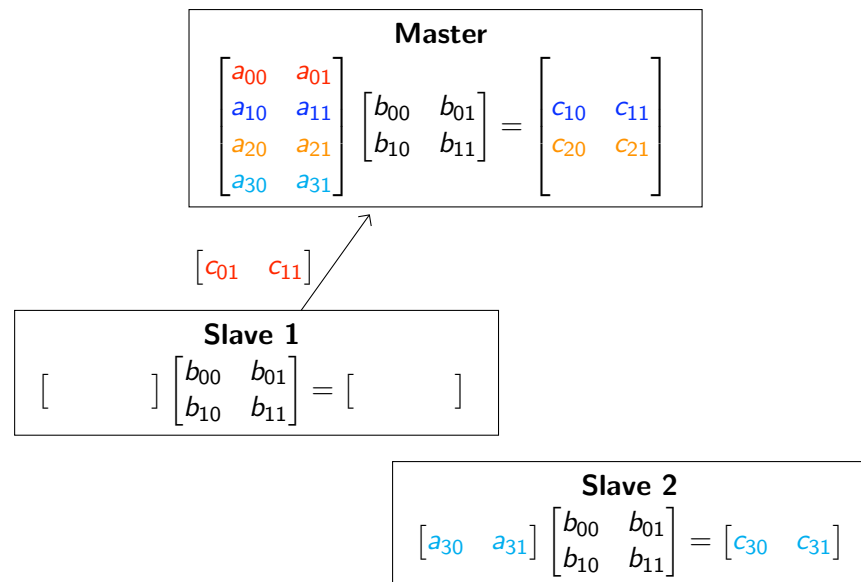 Master
[a00 a01]
[a10 a11] [b00 b01] = [c10 c11]
[a20 a21] [b10 b11] [c20 c21]
[a30 a31]
[c01 c11]
Slave 1
[ ] [b00 b01] = [ ]
[b10 b11]
Slave 2
[a30 a31] [b00 b01] = [c30 c31]
[b10 b11]